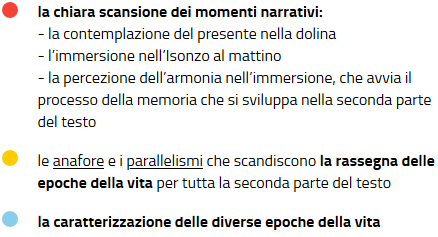 la chiara scansione dei momenti narrativi:
- la contemplazione del presente nella dolina
- l'immersione nell'Isonzo al mattino
- la percezione dell'armonia nell'immersione, che avvia il
processo della memoria che si sviluppa nella seconda parte
del testo
le anafore e i parallelismi che scandiscono la rassegna delle
epoche della vita per tutta la seconda parte del testo
la caratterizzazione delle diverse epoche della vita